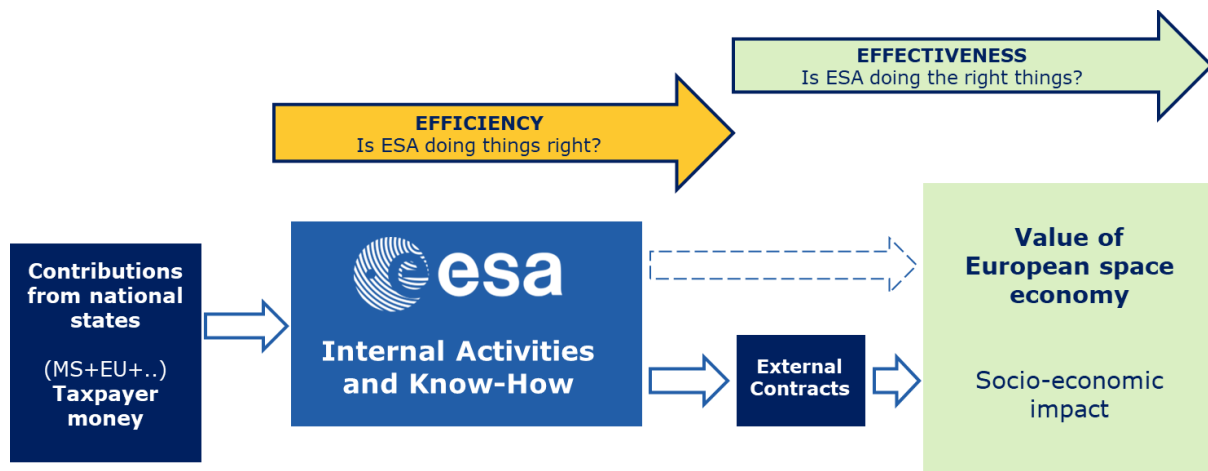 EFFECTIVENESS
Is ESA doing the right things?
EFFICIENCY
Is ESA doing things right?
Contributions
from national
states
(MS+EU+..)
Taxpayer
money
esa
Internal Activities
and Know-How
External
Contracts
Value of
European space
economy
Socio-economic
impact